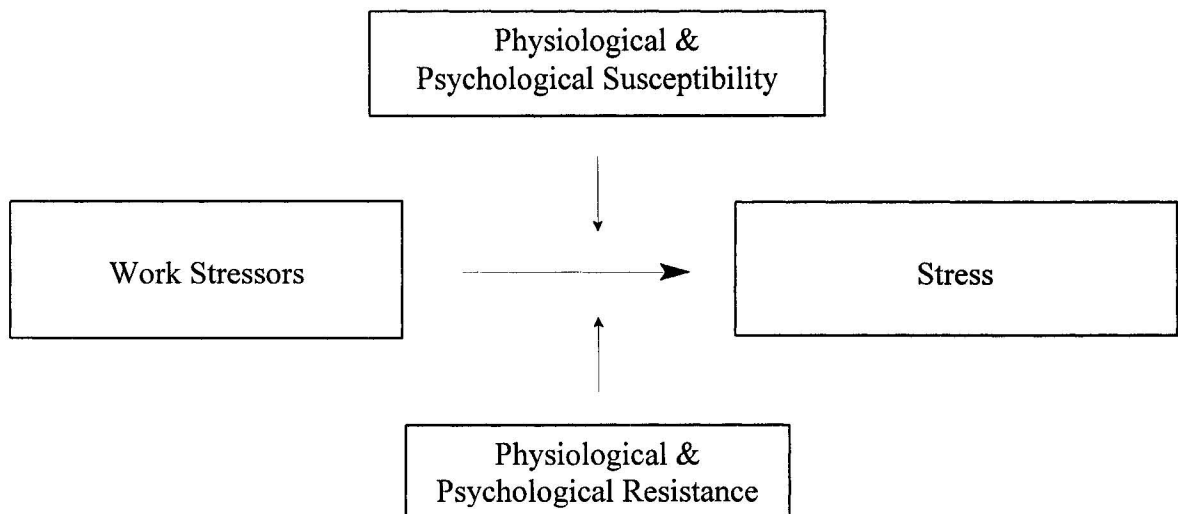 Physiological &
Psychological Susceptibility
Work Stressors
Stress
Physiological &
Psychological Resistance